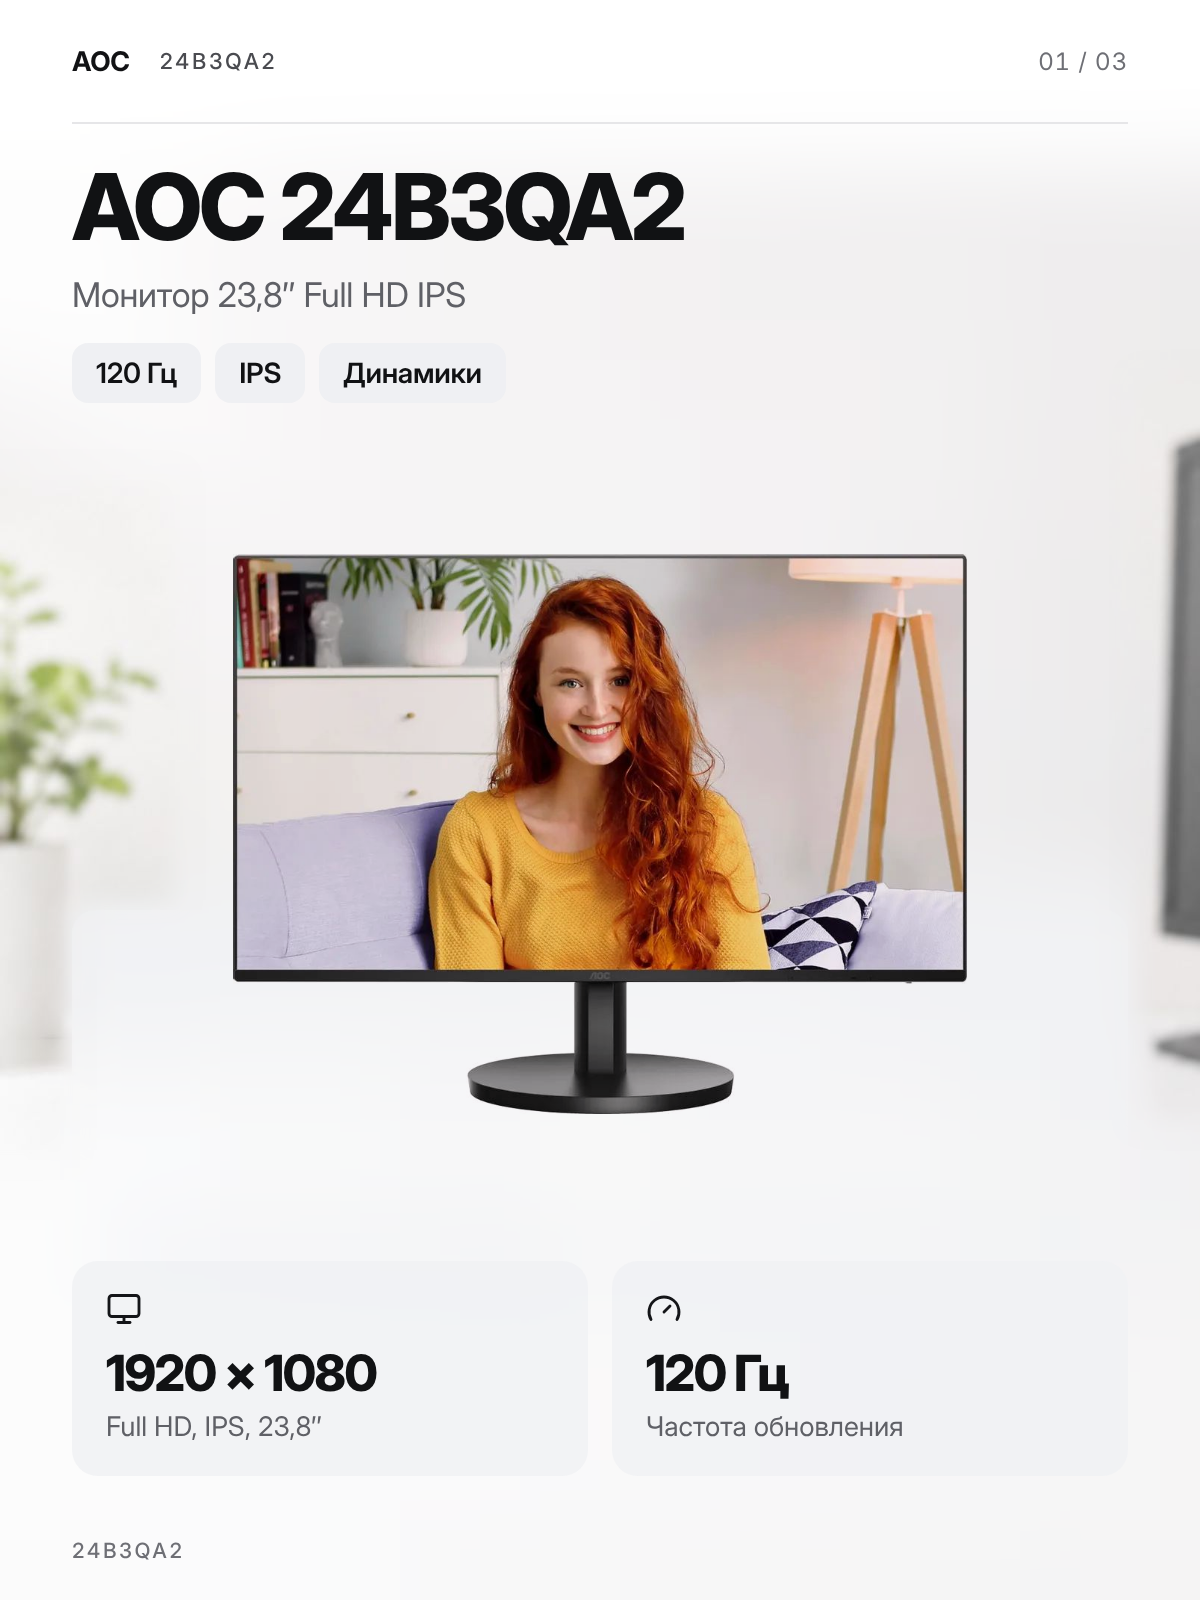 AOC 24B3QA2 01 / 03
AOC 24B3QA2
Монитор 23,8″ Full HD IPS
120 Гц IPS Динамики
AOC
1920 × 1080
Full HD, IPS, 23,8″
120 Гц
Частота обновления
24B3QA2